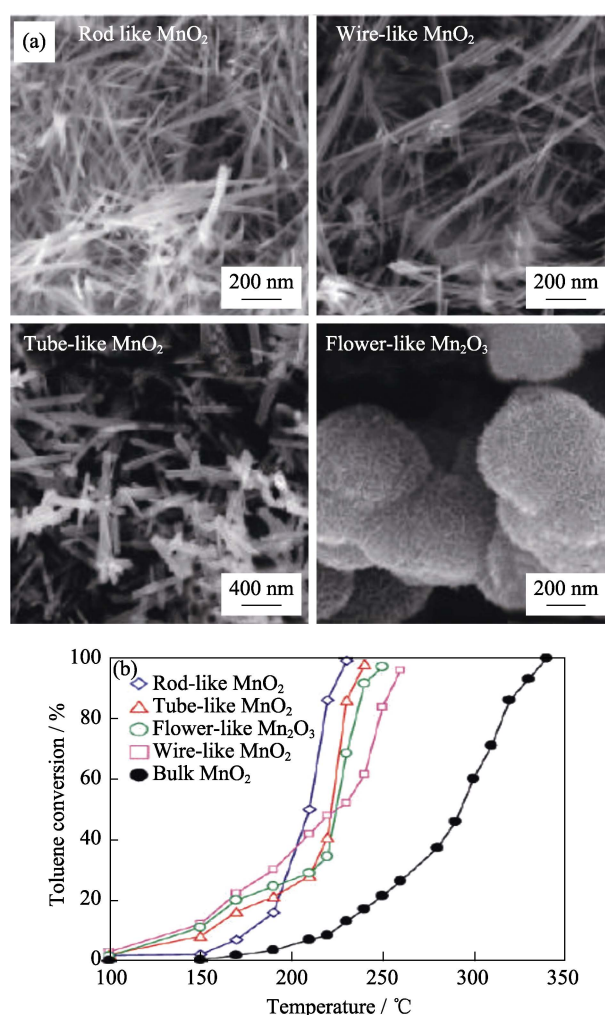 (a)
Rod like MnO₂
Wire-like MnO₂
200 nm
200 nm
Tube-like MnO₂
Flower-like Mn₂O₃
400 nm
200 nm
(b)
100
80
60
40
20
0
Toluene conversion / %
Rod-like MnO₂
Tube-like MnO₂
Flower-like Mn₂O₃
Wire-like MnO₂
Bulk MnO₂
100 150 200 250 300 350
Temperature / ℃